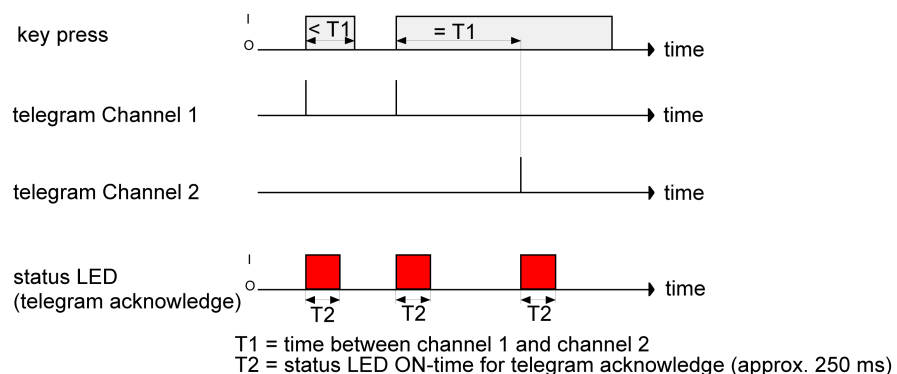 I
key press
< T1
= T1
O
time
telegram Channel 1
time
telegram Channel 2
time
I
status LED
O
time
(telegram acknowledge)
T2
T2
T2
T1 = time between channel 1 and channel 2
T2 = status LED ON-time for telegram acknowledge (approx. 250 ms)